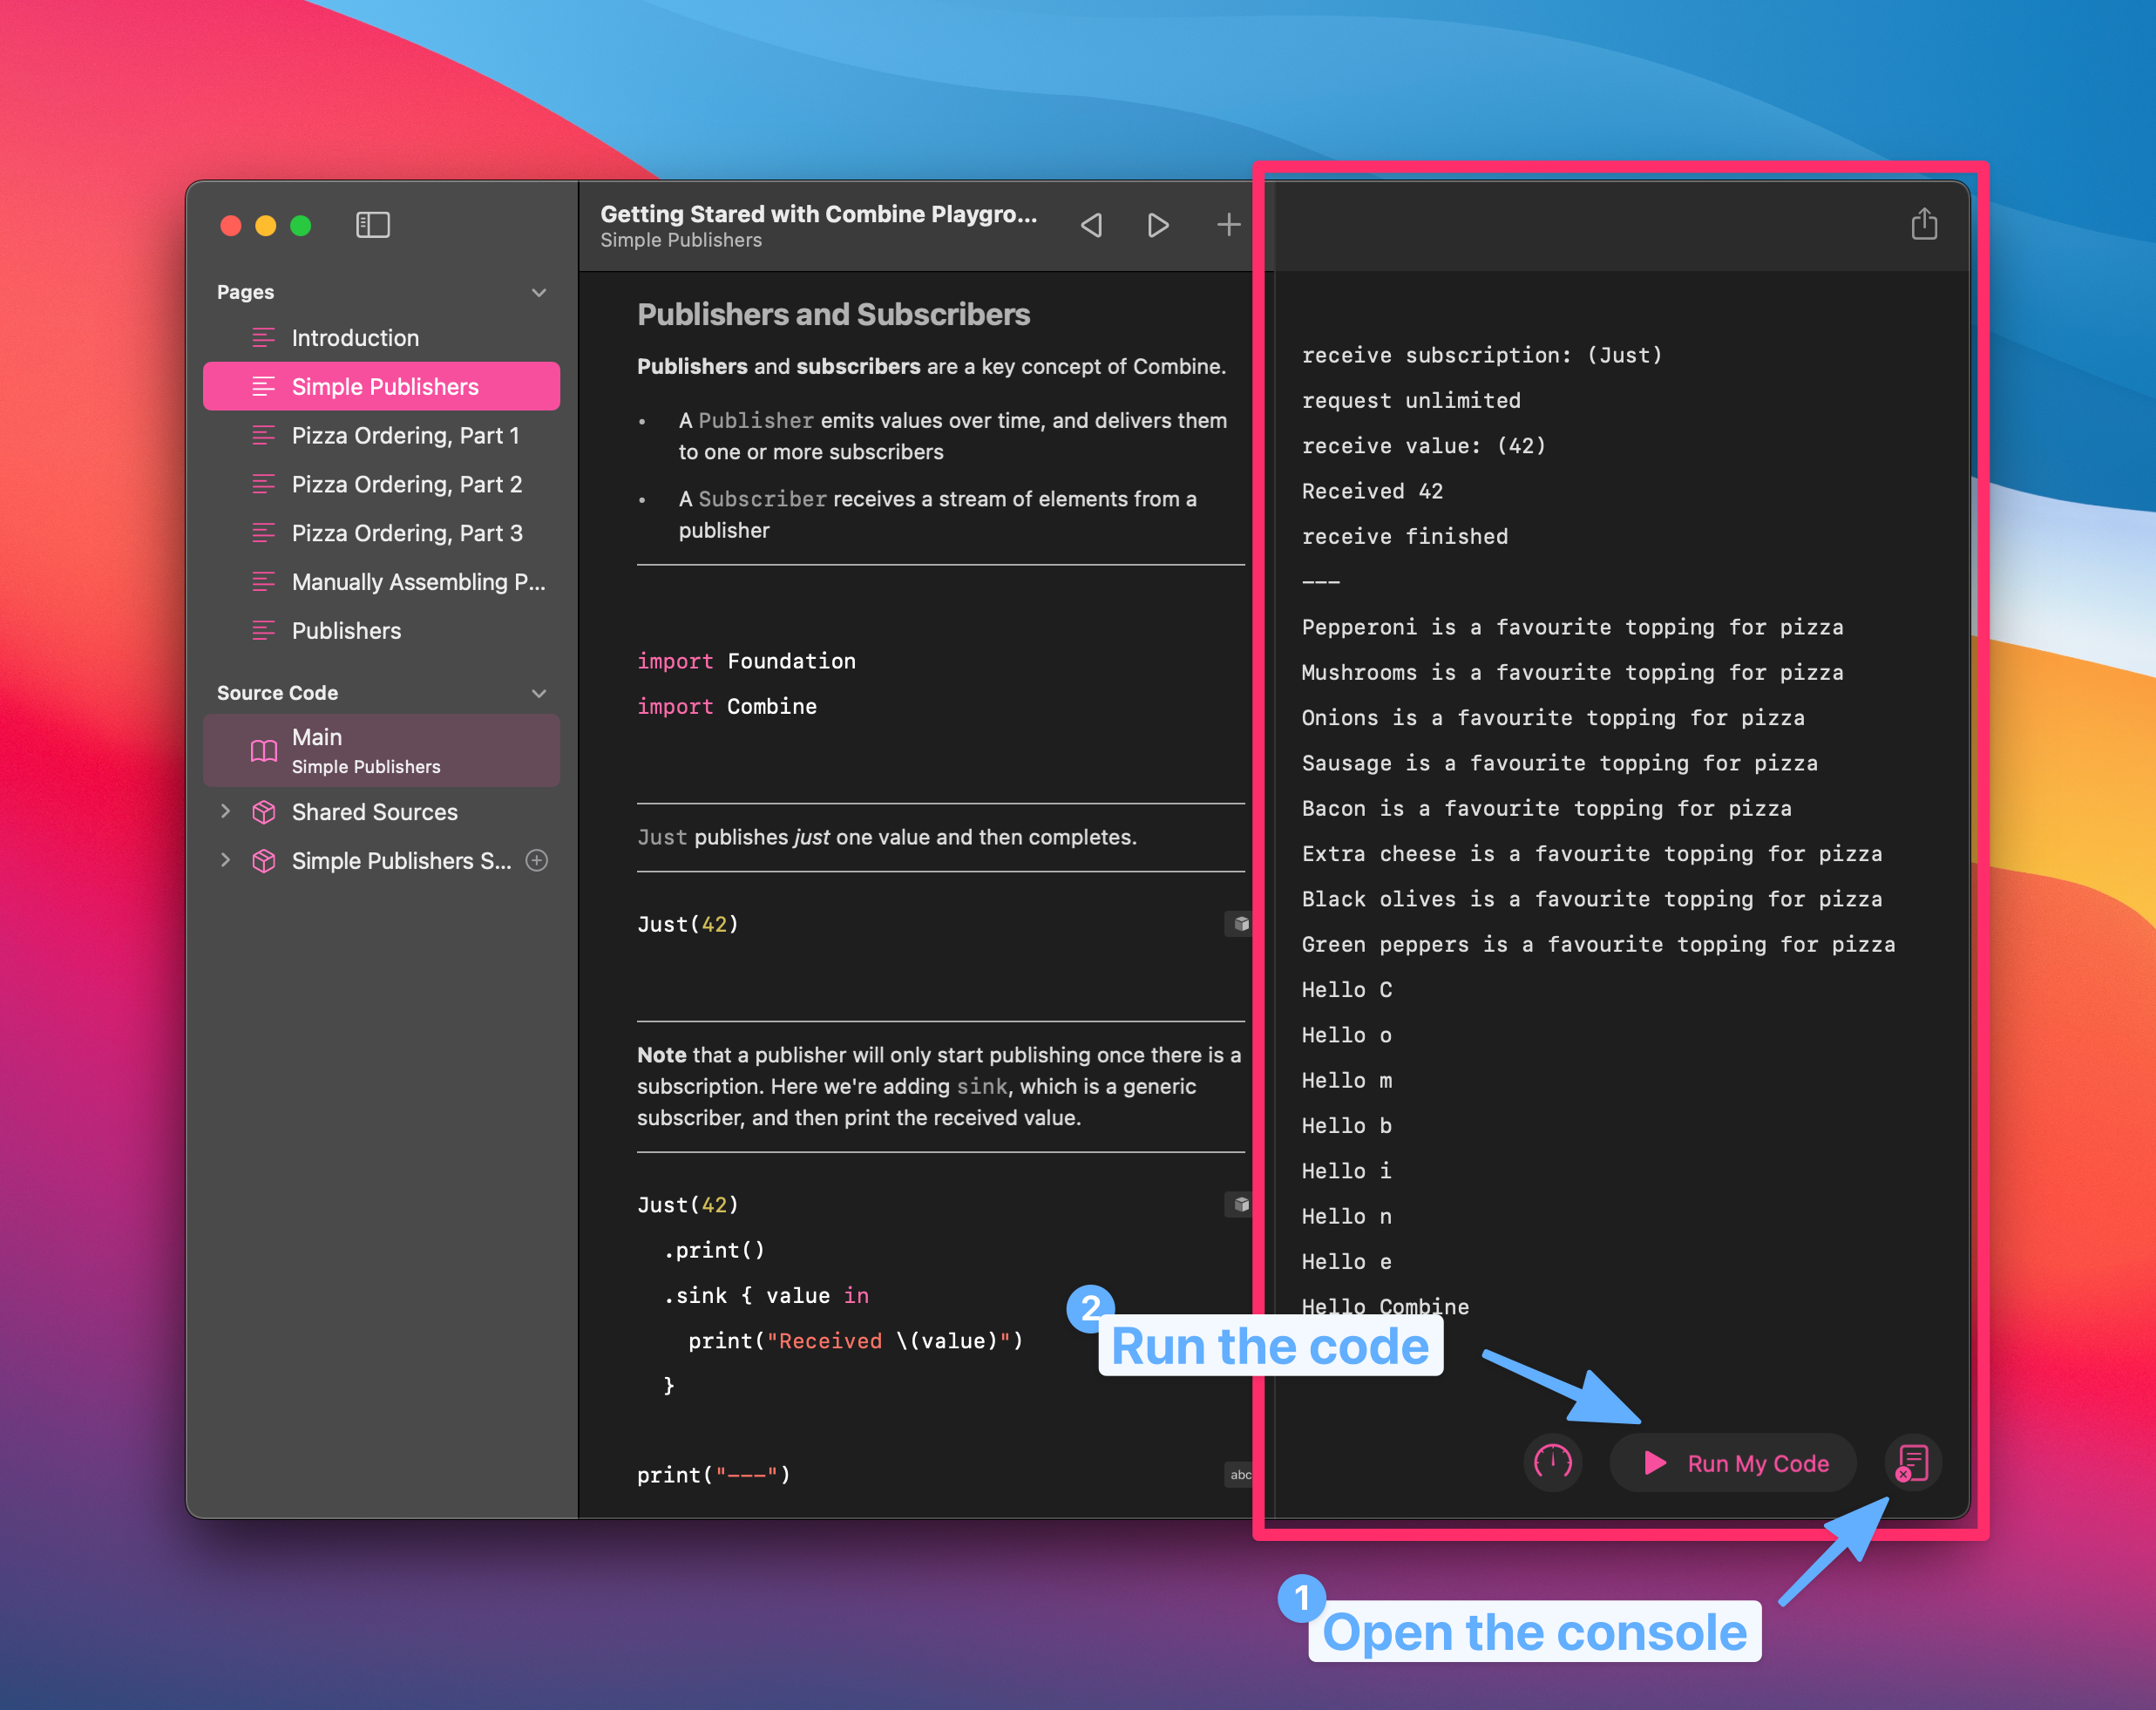 Getting Stared with Combine Playgro...
Simple Publishers
Pages
Introduction
Simple Publishers
Pizza Ordering, Part 1
Pizza Ordering, Part 2
Pizza Ordering, Part 3
Manually Assembling P...
Publishers
Source Code
Main
Simple Publishers
Shared Sources
Simple Publishers S...
Publishers and Subscribers
Publishers and subscribers are a key concept of Combine.
• A Publisher emits values over time, and delivers them
to one or more subscribers
• A Subscriber receives a stream of elements from a
publisher
import Foundation
import Combine
Just publishes just one value and then completes.
Just(42)
Note that a publisher will only start publishing once there is a
subscription. Here we're adding sink, which is a generic
subscriber, and then print the received value.
Just(42)
.print()
.sink { value in
print("Received \(value)")
}
print("———")
abc
receive subscription: (Just)
request unlimited
receive value: (42)
Received 42
receive finished
———
Pepperoni is a favourite topping for pizza
Mushrooms is a favourite topping for pizza
Onions is a favourite topping for pizza
Sausage is a favourite topping for pizza
Bacon is a favourite topping for pizza
Extra cheese is a favourite topping for pizza
Black olives is a favourite topping for pizza
Green peppers is a favourite topping for pizza
Hello C
Hello o
Hello m
Hello b
Hello i
Hello n
Hello e
Hello Combine
2
Run the code
Run My Code
1
Open the console